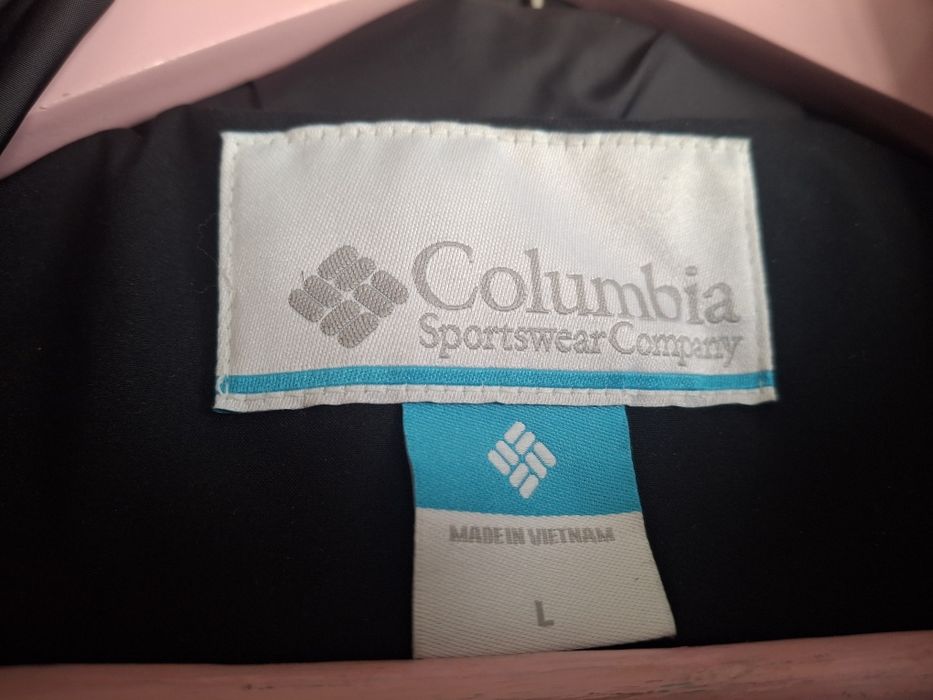 Columbia
Sportswear Company
MADE IN VIETNAM
L